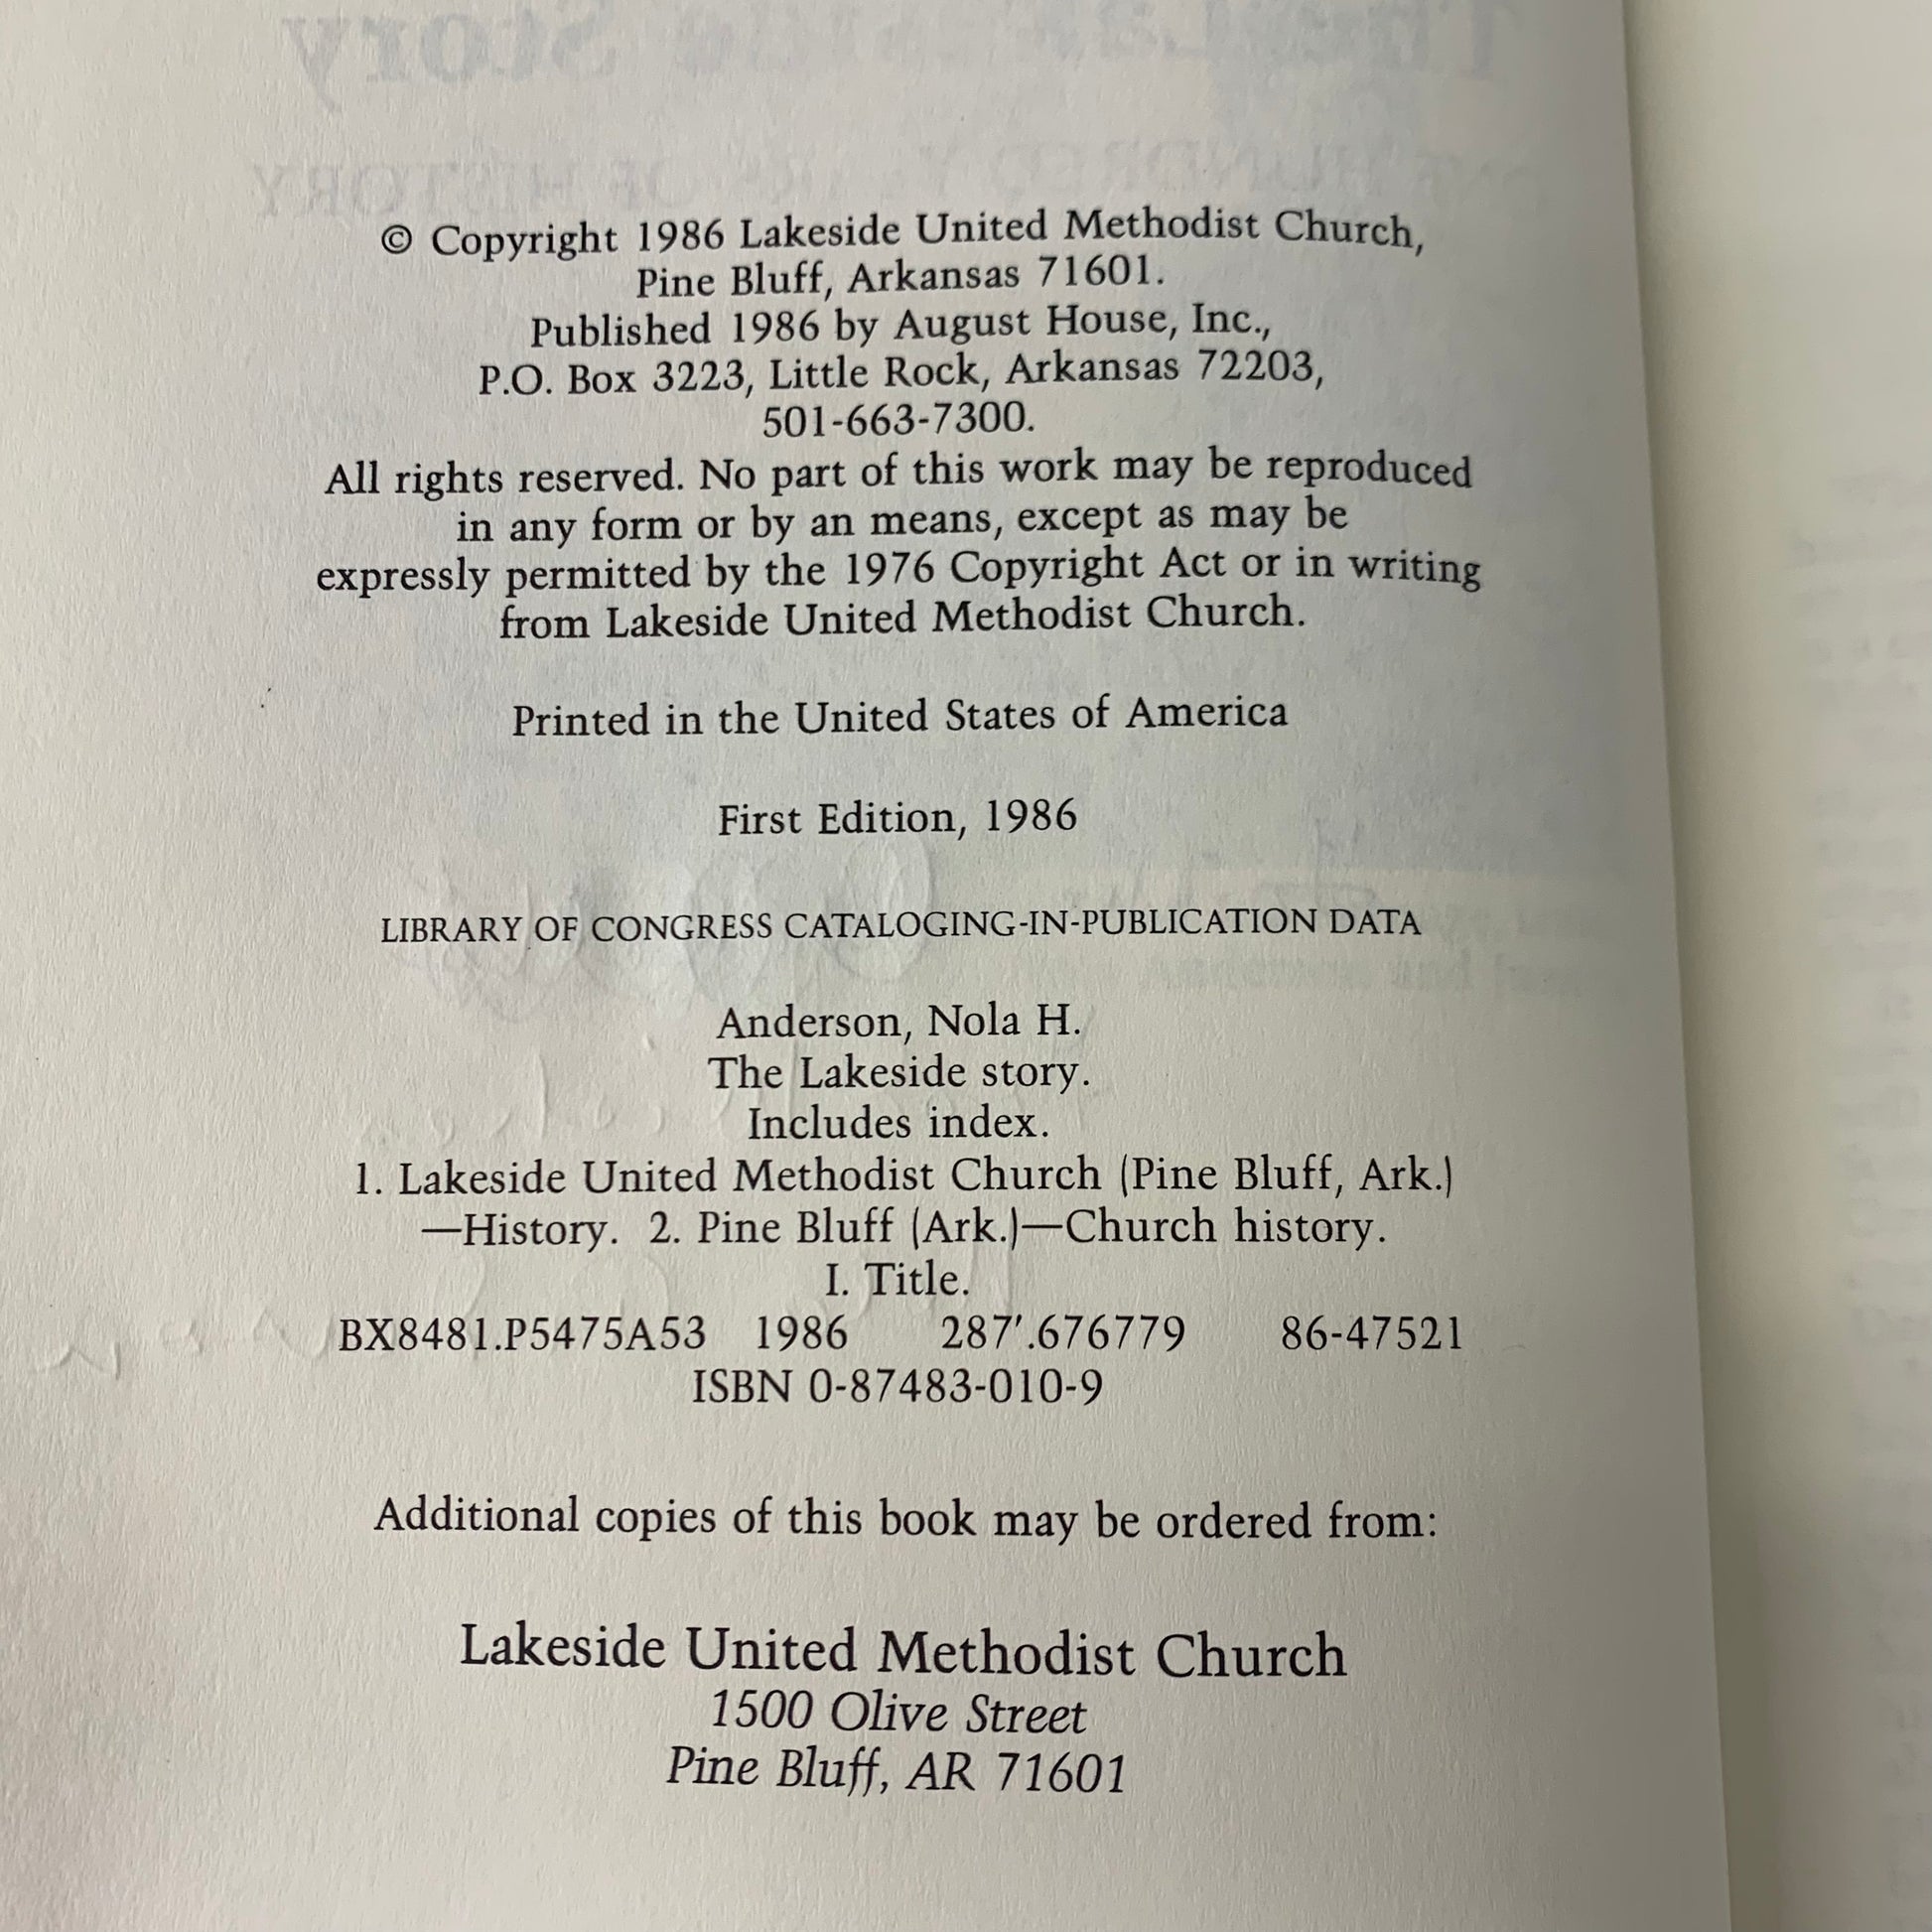 © Copyright 1986 Lakeside United Methodist Church,
Pine Bluff, Arkansas 71601.
Published 1986 by August House, Inc.,
P.O. Box 3223, Little Rock, Arkansas 72203,
501-663-7300.
All rights reserved. No part of this work may be reproduced
in any form or by an means, except as may be
expressly permitted by the 1976 Copyright Act or in writing
from Lakeside United Methodist Church.
Printed in the United States of America
First Edition, 1986
LIBRARY OF CONGRESS CATALOGING-IN-PUBLICATION DATA
Anderson, Nola H.
The Lakeside story.
Includes index.
1. Lakeside United Methodist Church (Pine Bluff, Ark.)
—History. 2. Pine Bluff (Ark.)—Church history.
I. Title.
BX8481.P5475A53 1986 287′.676779 86-47521
ISBN 0-87483-010-9
Additional copies of this book may be ordered from:
Lakeside United Methodist Church
1500 Olive Street
Pine Bluff, AR 71601